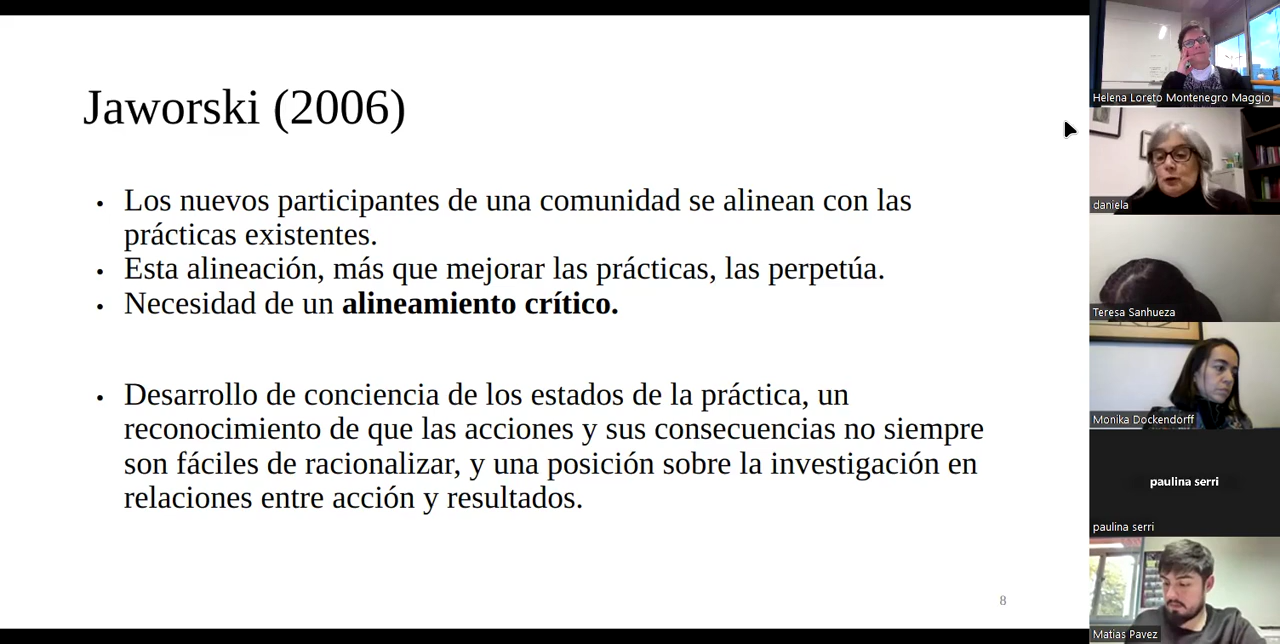 Jaworski (2006)
• Los nuevos participantes de una comunidad se alinean con las
prácticas existentes.
• Esta alineación, más que mejorar las prácticas, las perpetúa.
• Necesidad de un alineamiento crítico.
• Desarrollo de conciencia de los estados de la práctica, un
reconocimiento de que las acciones y sus consecuencias no siempre
son fáciles de racionalizar, y una posición sobre la investigación en
relaciones entre acción y resultados.
8
Helena Loreto Montenegro Maggio
daniela
Teresa Sanhueza
Monika Dockendorff
paulina serri
paulina serri
Matias Pavez